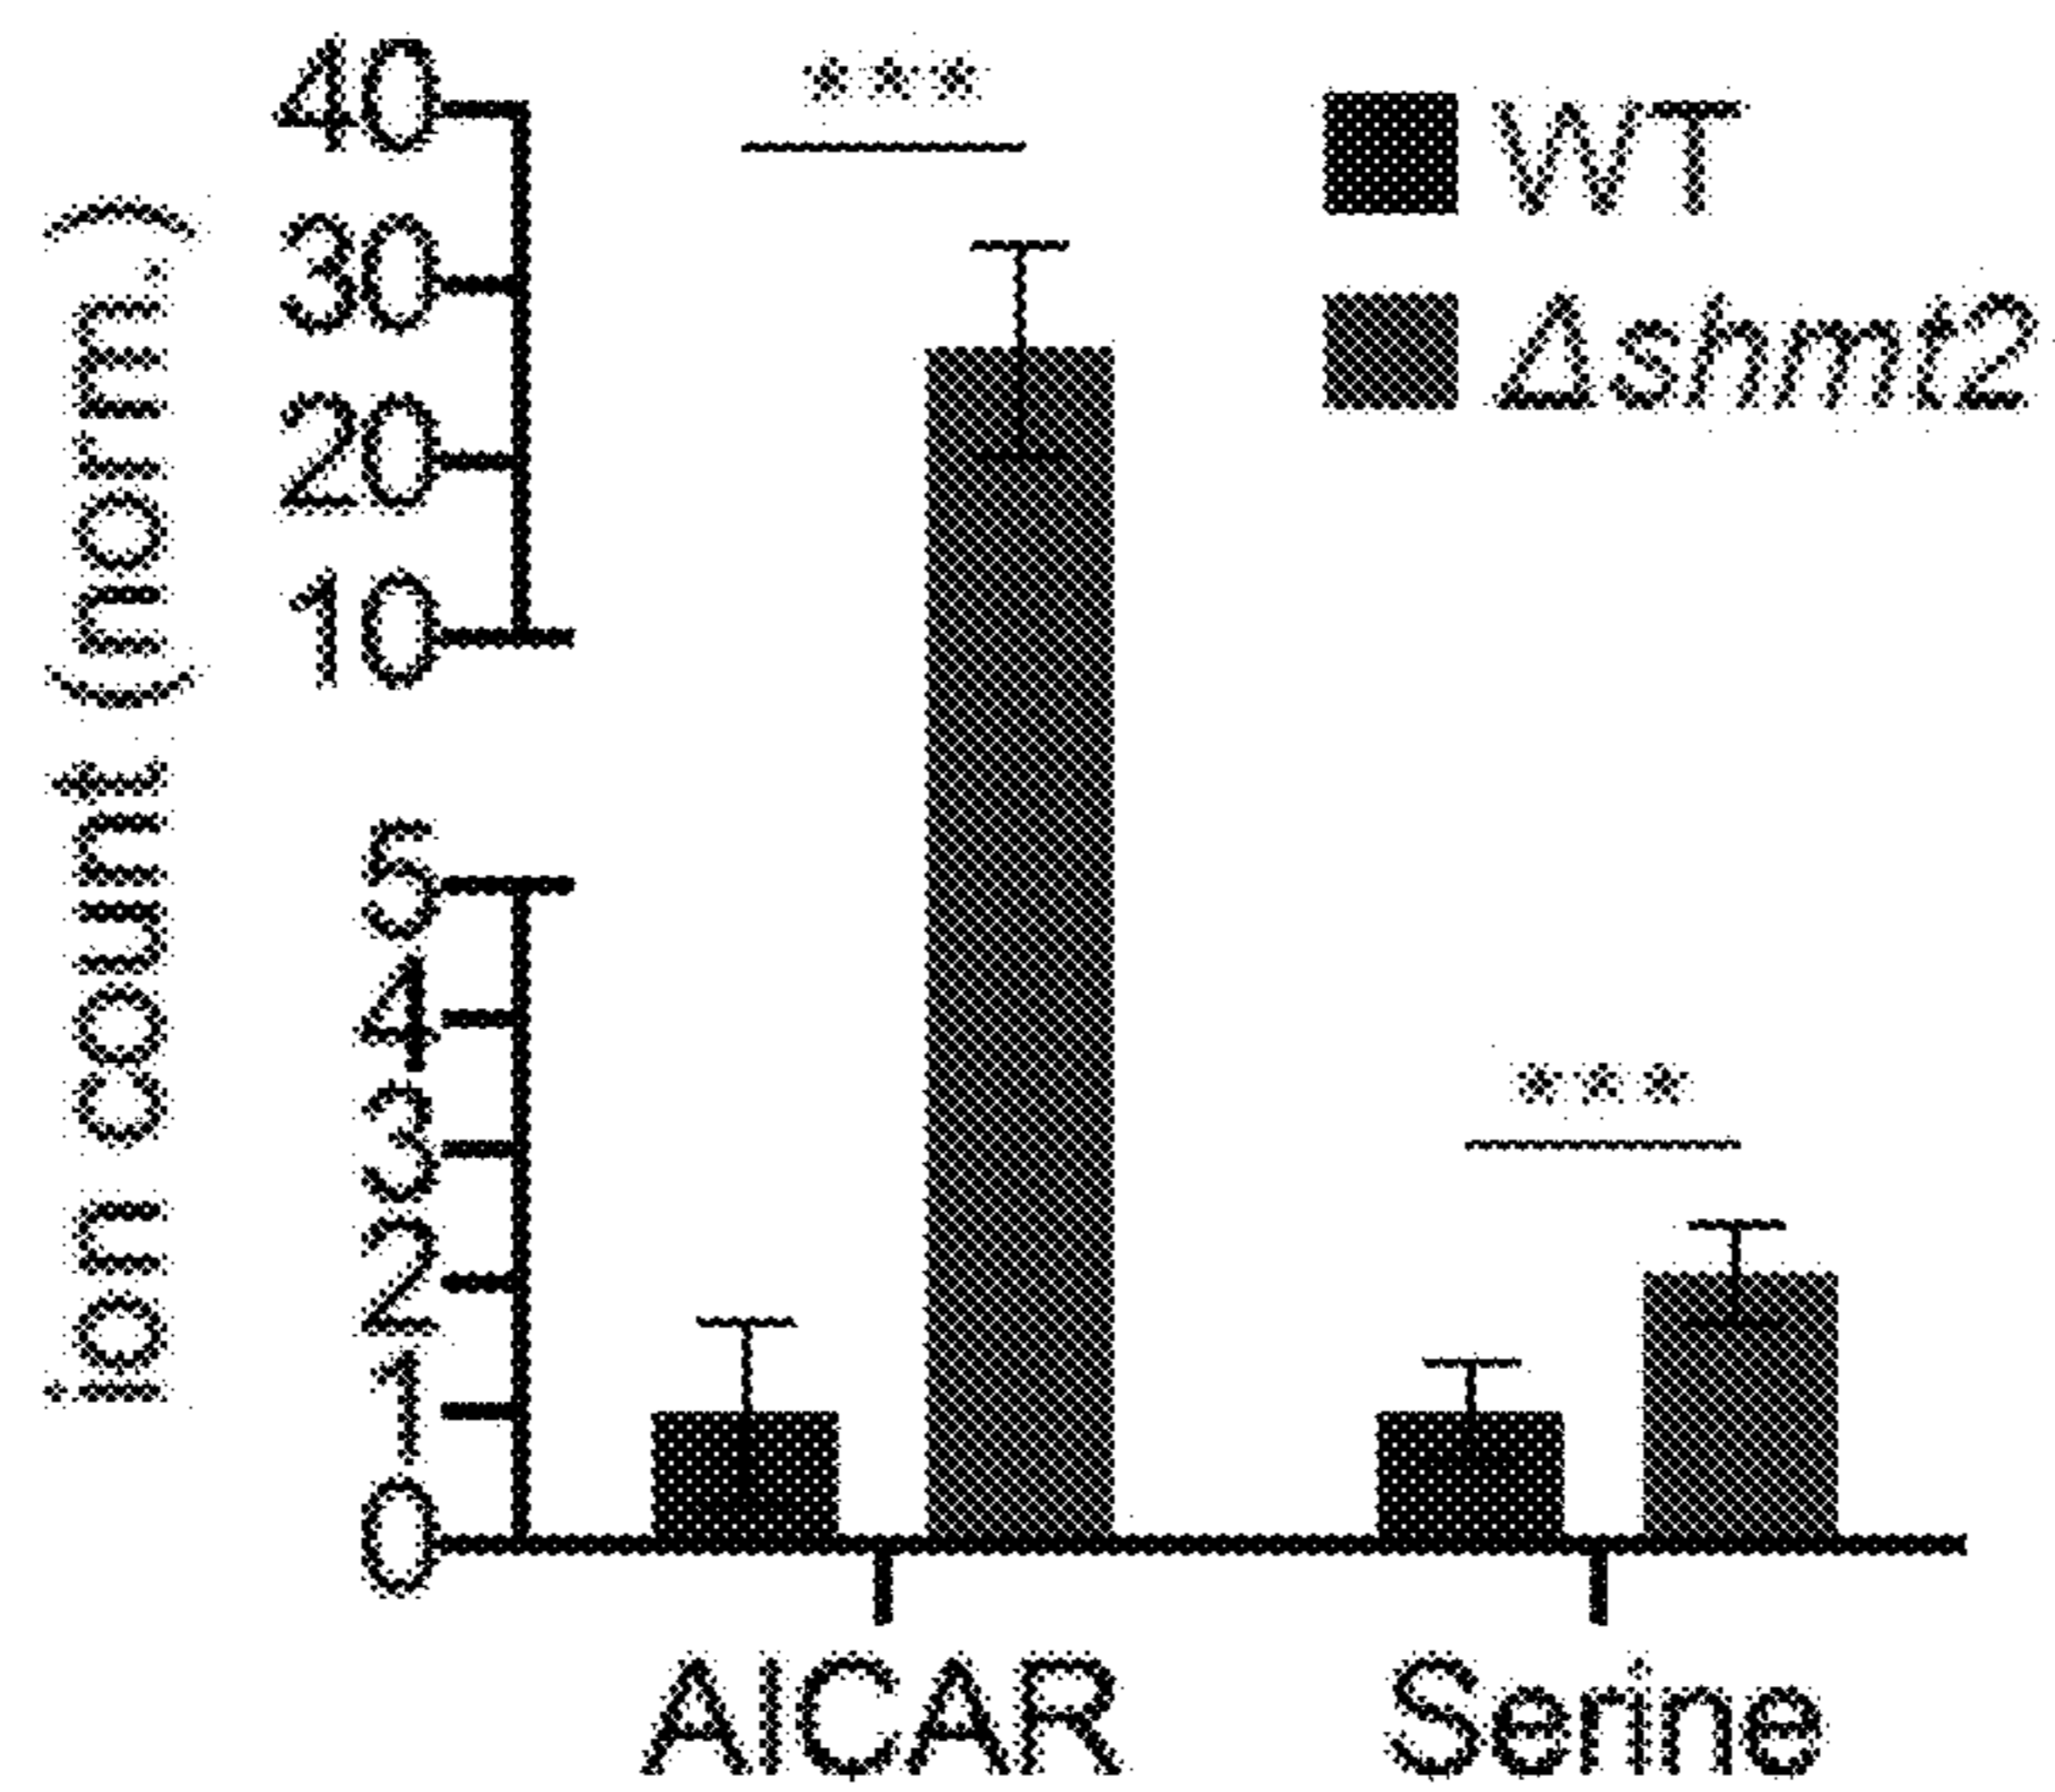 ion count (norm.)
40
30
20
10
5
4
3
2
1
0
***
***
WT
Δshmt2
AICAR
Serine